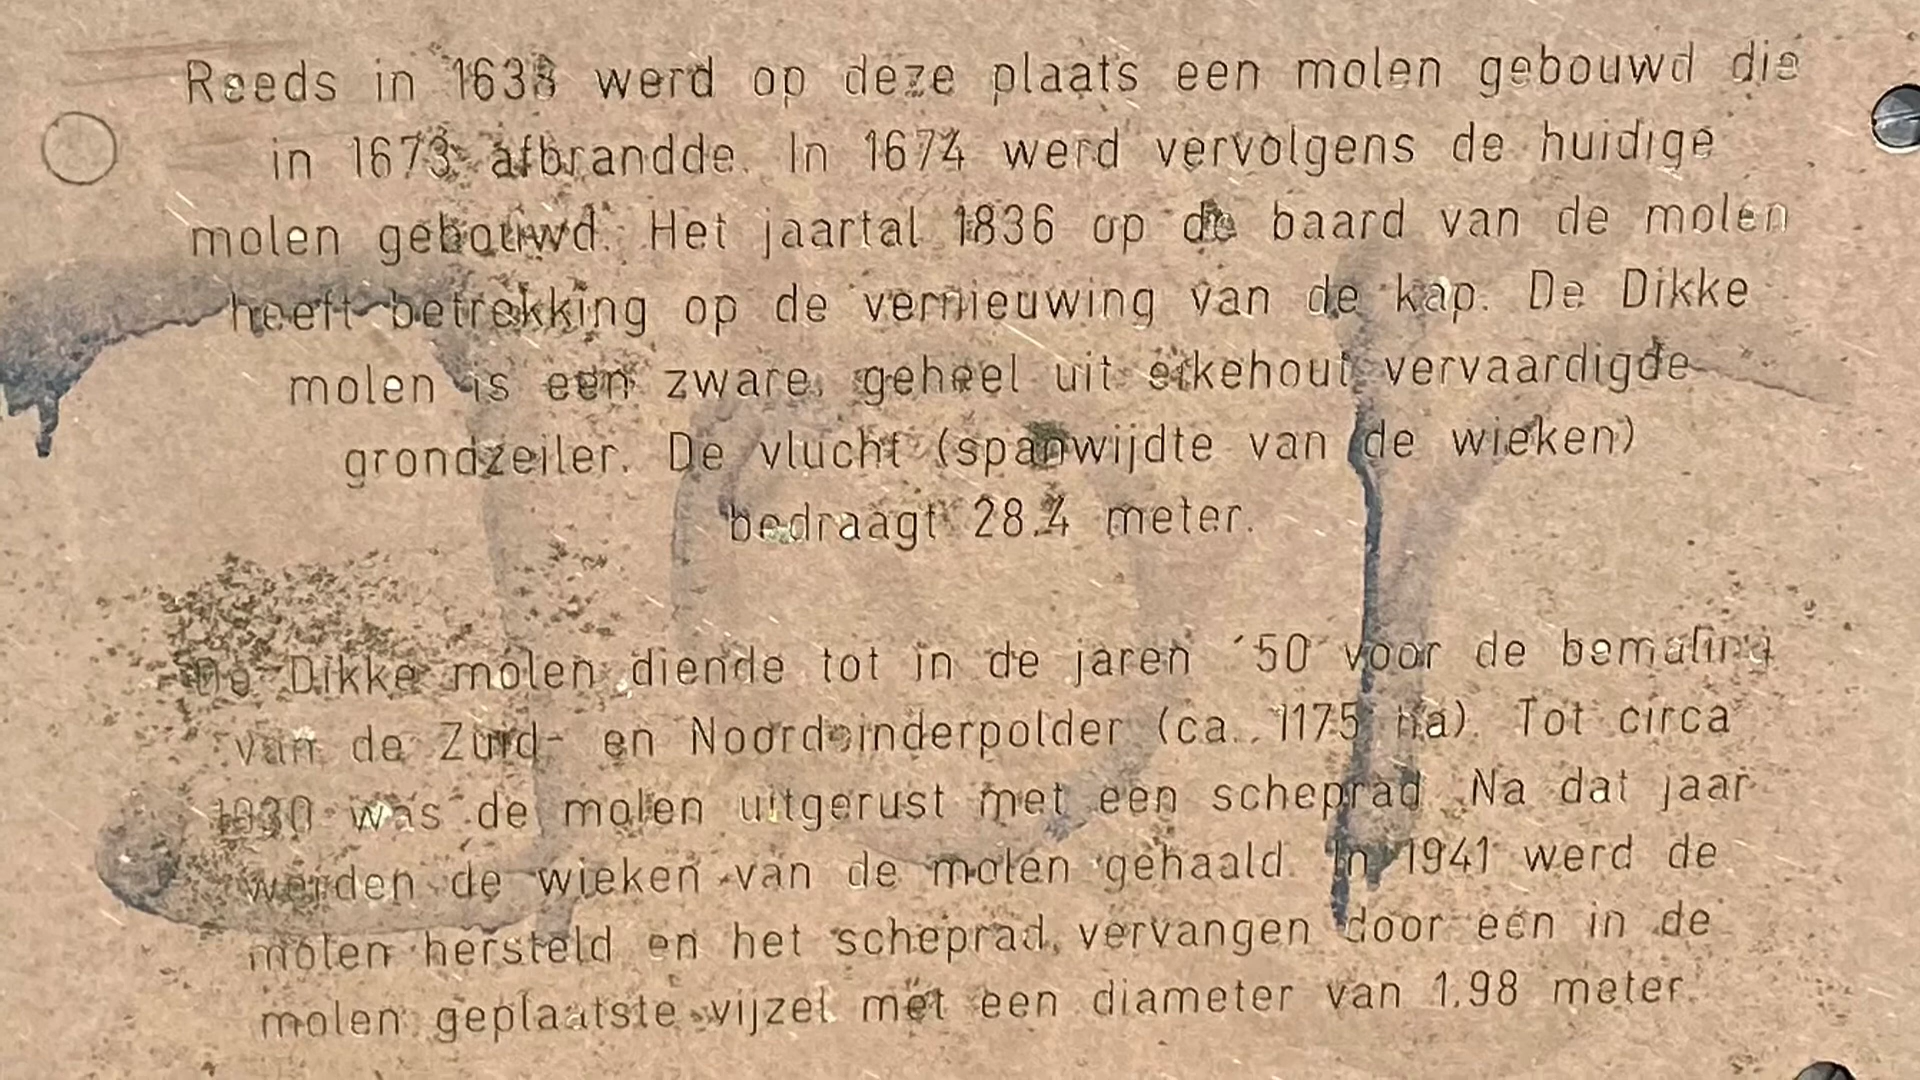 Reeds in 1638 werd op deze plaats een molen gebouwd die
in 1673 afbrandde. In 1674 werd vervolgens de huidige
molen gebouwd. Het jaartal 1836 op de baard van de molen
heeft betrekking op de vernieuwing van de kap. De Dikke
molen is een zware, geheel uit eikehout vervaardigde
grondzeiler. De vlucht (spanwijdte van de wieken)
bedraagt 28.4 meter.
De Dikke molen diende tot in de jaren '50 voor de bemaling
van de Zuid- en Noordeinderpolder (ca. 1175 ha). Tot circa
1930 was de molen uitgerust met een scheprad. Na dat jaar
werden de wieken van de molen gehaald. In 1941 werd de
molen hersteld en het scheprad, vervangen door een in de
molen geplaatste vijzel met een diameter van 1.98 meter.